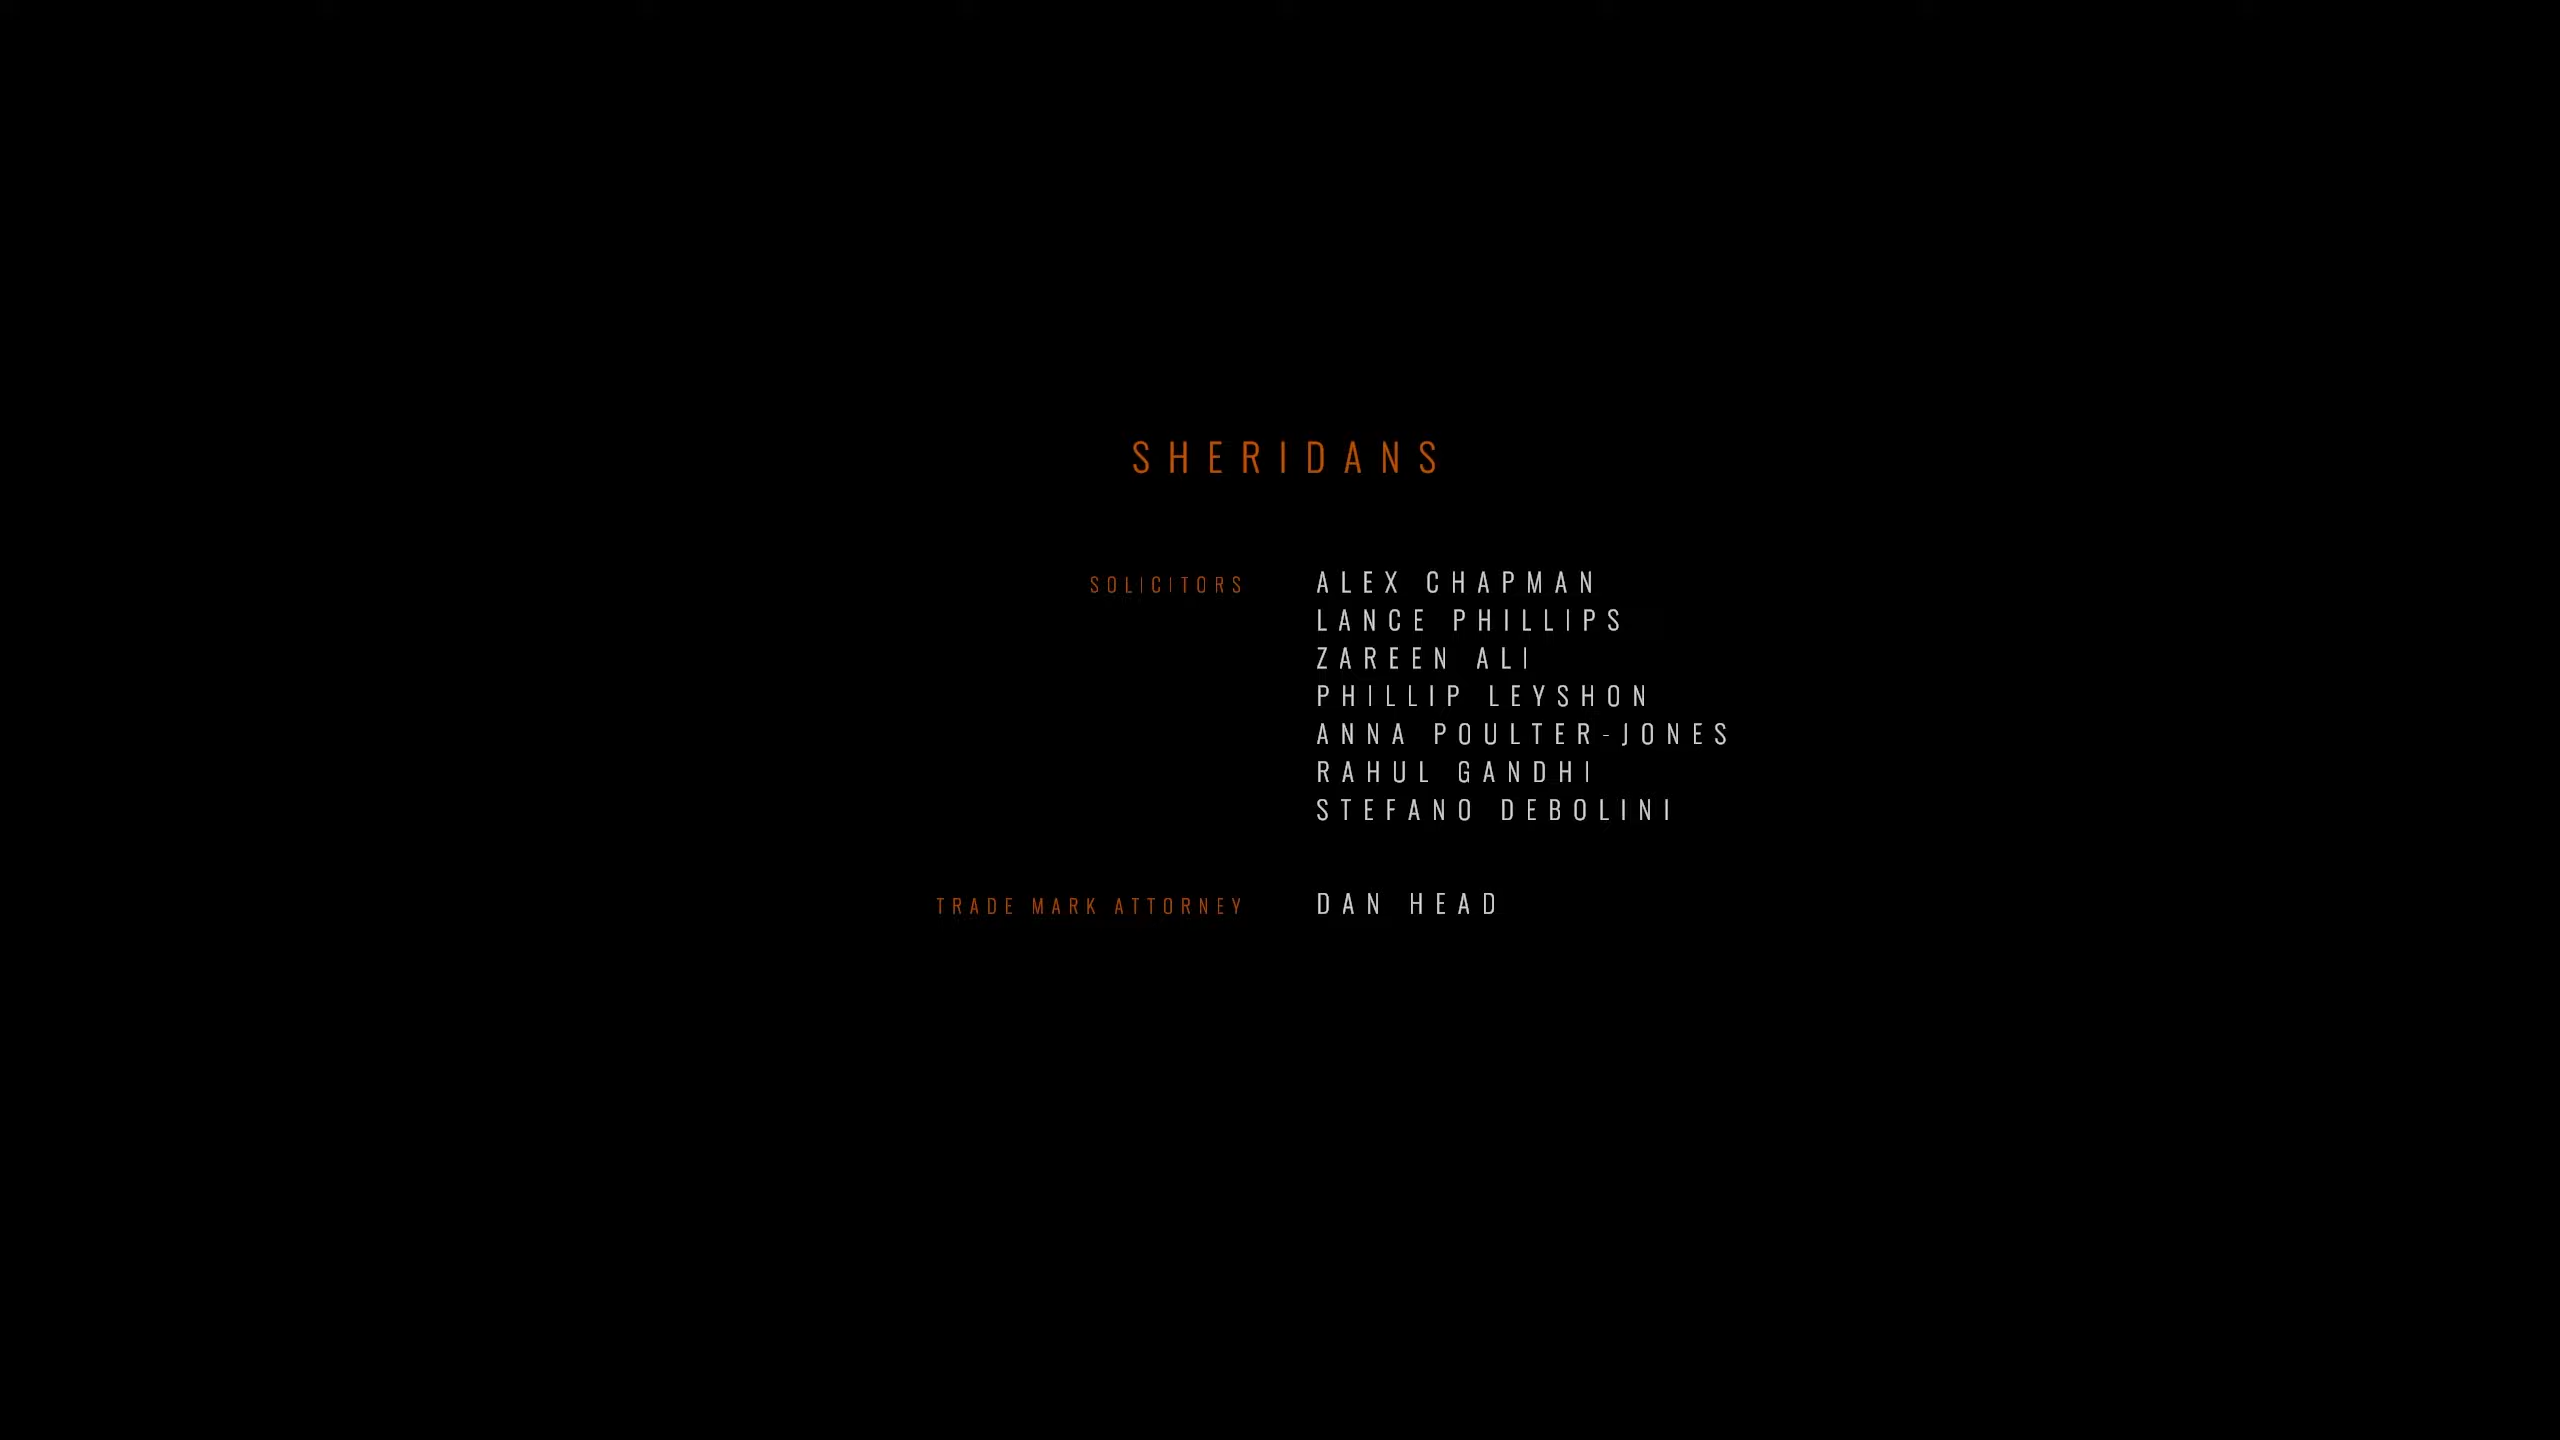 SHERIDANS
SOLICITORS ALEX CHAPMAN
LANCE PHILLIPS
ZAREEN ALI
PHILLIP LEYSHON
ANNA POULTER-JONES
RAHUL GANDHI
STEFANO DEBOLINI
TRADE MARK ATTORNEY DAN HEAD